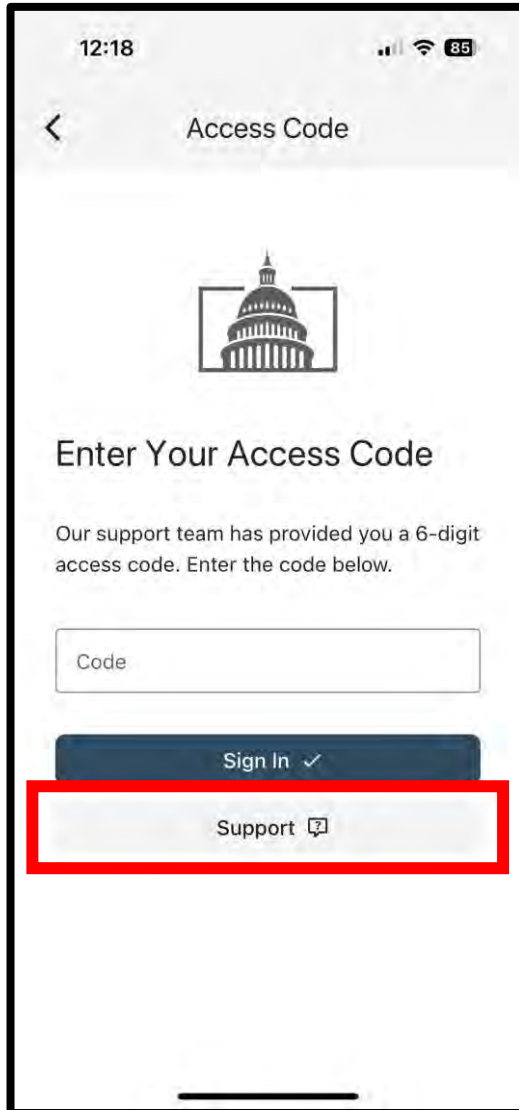 12:18
85
Access Code
Enter Your Access Code
Our support team has provided you a 6-digit
access code. Enter the code below.
Code
Sign In
Support ?